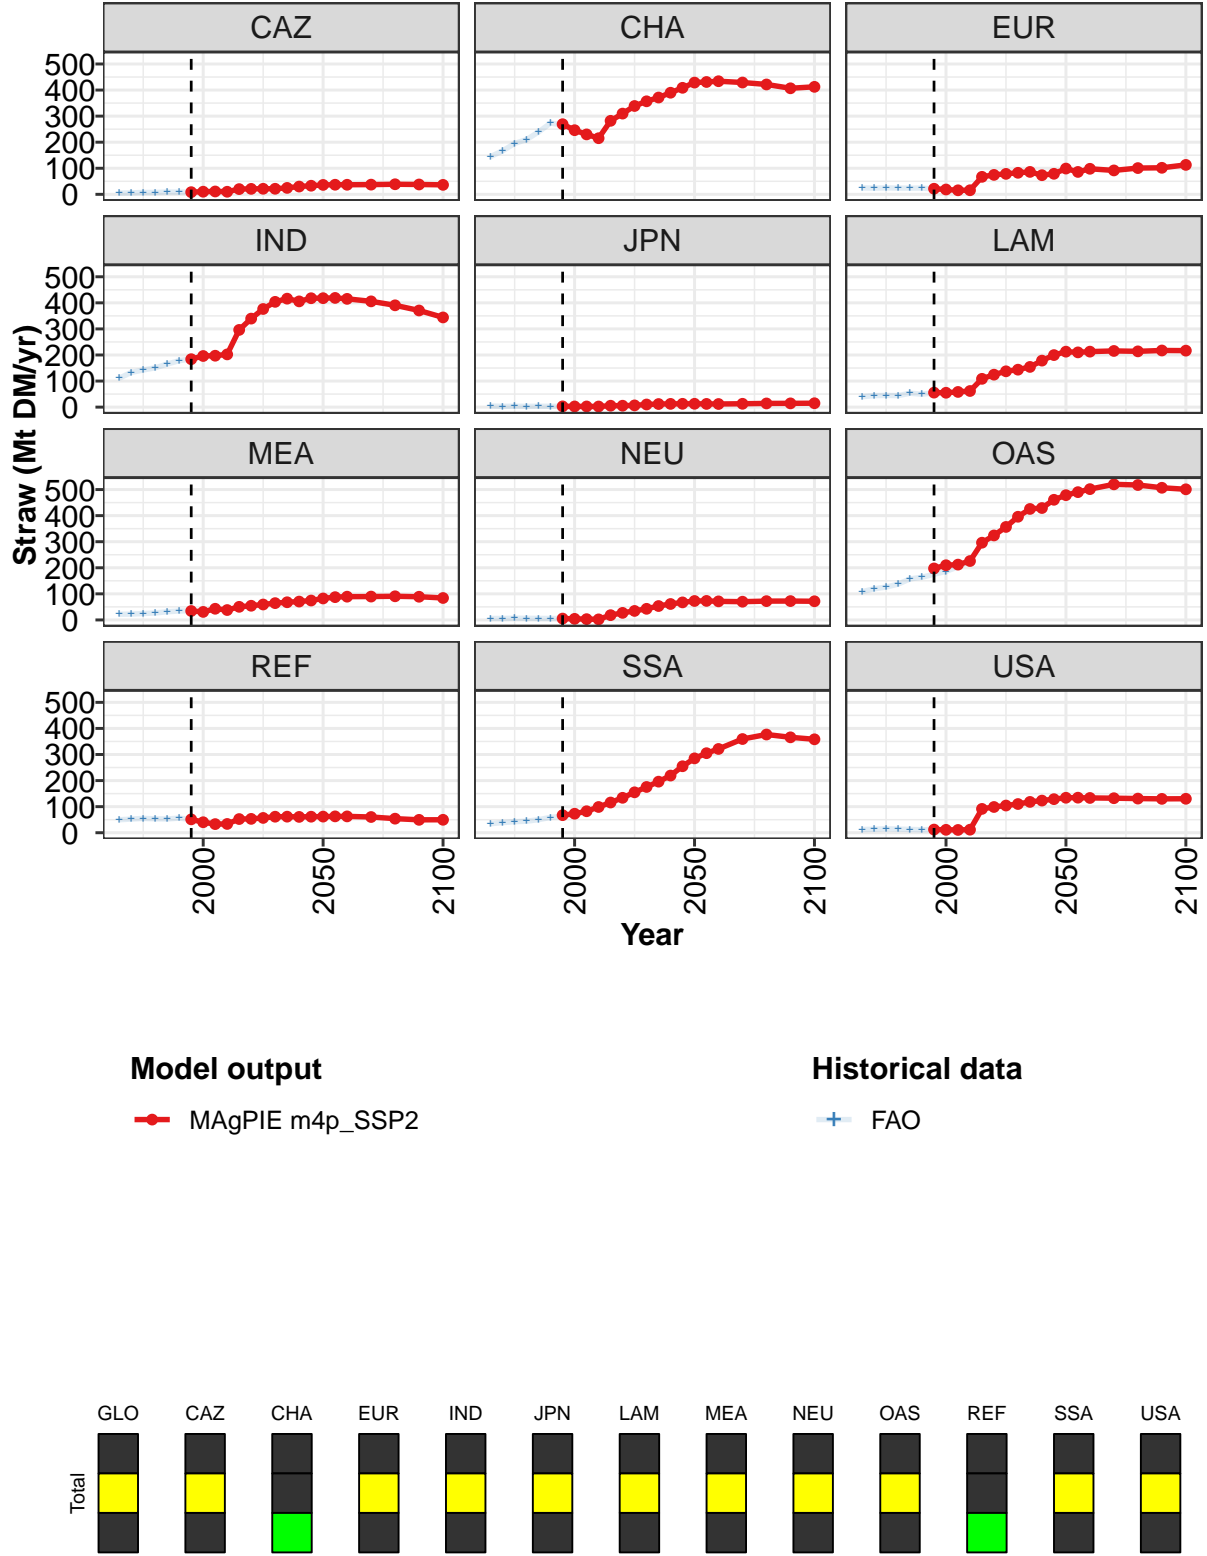 CAZ CHA EUR
500
400
300
200
100
0
IND JPN LAM
500
400
300
200
100
0
Straw (Mt DM/yr)
MEA NEU OAS
500
400
300
200
100
0
REF SSA USA
500
400
300
200
100
0
2000 2050 2100 2000 2050 2100 2000 2050 2100
Year
Model output Historical data
MAgPIE m4p_SSP2 FAO
GLO CAZ CHA EUR IND JPN LAM MEA NEU OAS REF SSA USA
Total